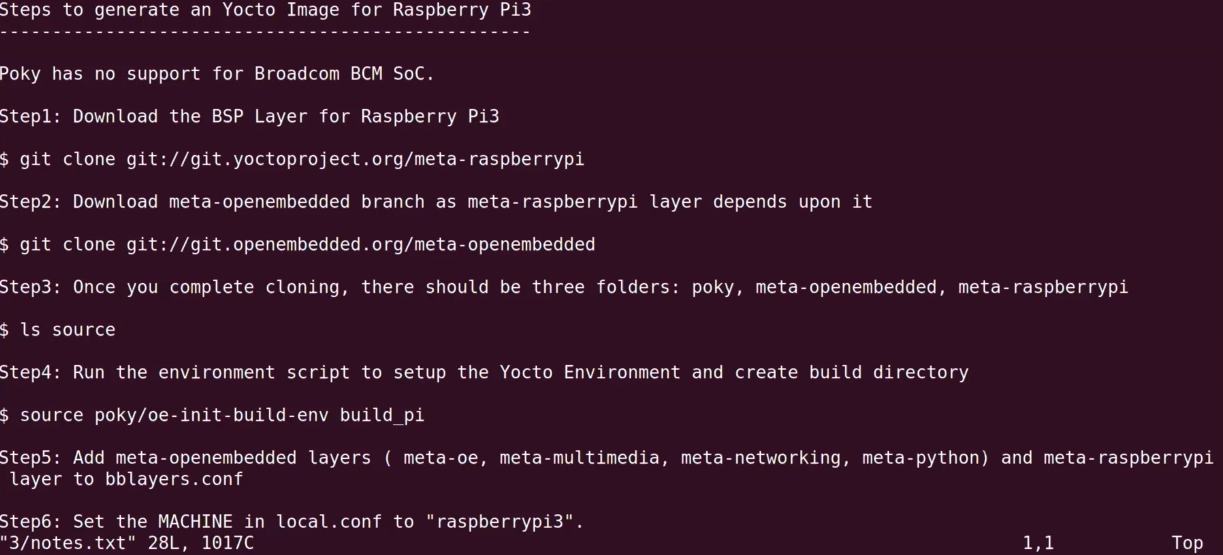 Steps to generate an Yocto Image for Raspberry Pi3
--------------------------------------------------
Poky has no support for Broadcom BCM SoC.
Step1: Download the BSP Layer for Raspberry Pi3
$ git clone git://git.yoctoproject.org/meta-raspberrypi
Step2: Download meta-openembedded branch as meta-raspberrypi layer depends upon it
$ git clone git://git.openembedded.org/meta-openembedded
Step3: Once you complete cloning, there should be three folders: poky, meta-openembedded, meta-raspberrypi
$ ls source
Step4: Run the environment script to setup the Yocto Environment and create build directory
$ source poky/oe-init-build-env build_pi
Step5: Add meta-openembedded layers ( meta-oe, meta-multimedia, meta-networking, meta-python) and meta-raspberrypi
 layer to bblayers.conf
Step6: Set the MACHINE in local.conf to "raspberrypi3".
"3/notes.txt" 28L, 1017C 1,1 Top